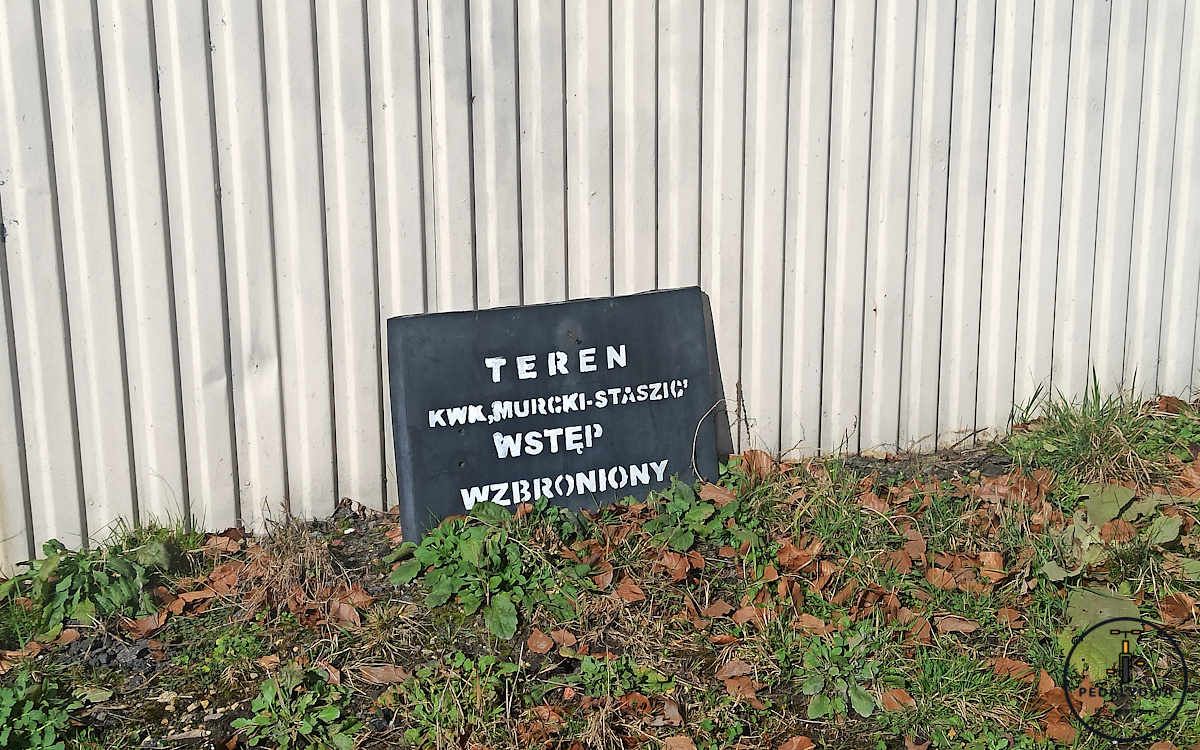 TEREN
KWK„MURCKI-STASZIC"
WSTĘP
WZBRONIONY